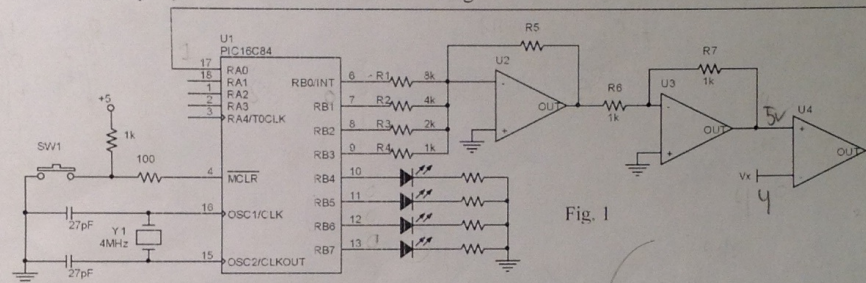 U1
PIC16C84
17 RA0
18 RA1
1 RA2
2 RA3
3 RA4/T0CLK
4 MCLR
16 OSC1/CLK
15 OSC2/CLKOUT
RB0/INT 6
RB1 7
RB2 8
RB3 9
RB4 10
RB5 11
RB6 12
RB7 13
+5
1k
SW1
100
27pF
Y1
4MHz
27pF
R1 8k
R2 4k
R3 2k
R4 1k
R5
U2
-
+
OUT
R6
1k
R7
1k
U3
-
+
OUT
5v
U4
+
-
OUT
Vx
4
Fig. 1